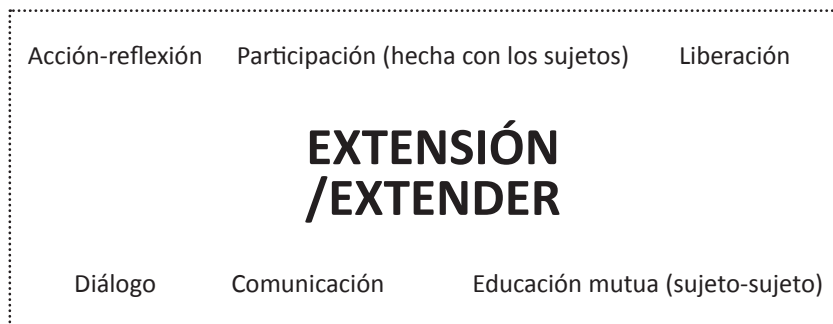 Acción-reflexión Participación (hecha con los sujetos) Liberación
EXTENSIÓN
/EXTENDER
Diálogo Comunicación Educación mutua (sujeto-sujeto)